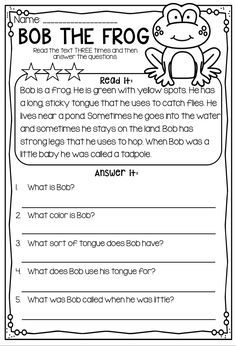 Name
BOB THE FROG
Read the text THREE times and then
answer the questions
Read it:
Bob is a frog. He is green with yellow spots. He has
a long, sticky tongue that he uses to catch flies. He
lives near a pond. Sometimes he goes into the water
and sometimes he stays on the land. Bob has
strong legs that he uses to hop. When Bob was a
little baby he was called a tadpole.
Answer it:
1. What is Bob?
2. What color is Bob?
3. What sort of tongue does Bob have?
4. What does Bob use his tongue for?
5. What was Bob called when he was little?